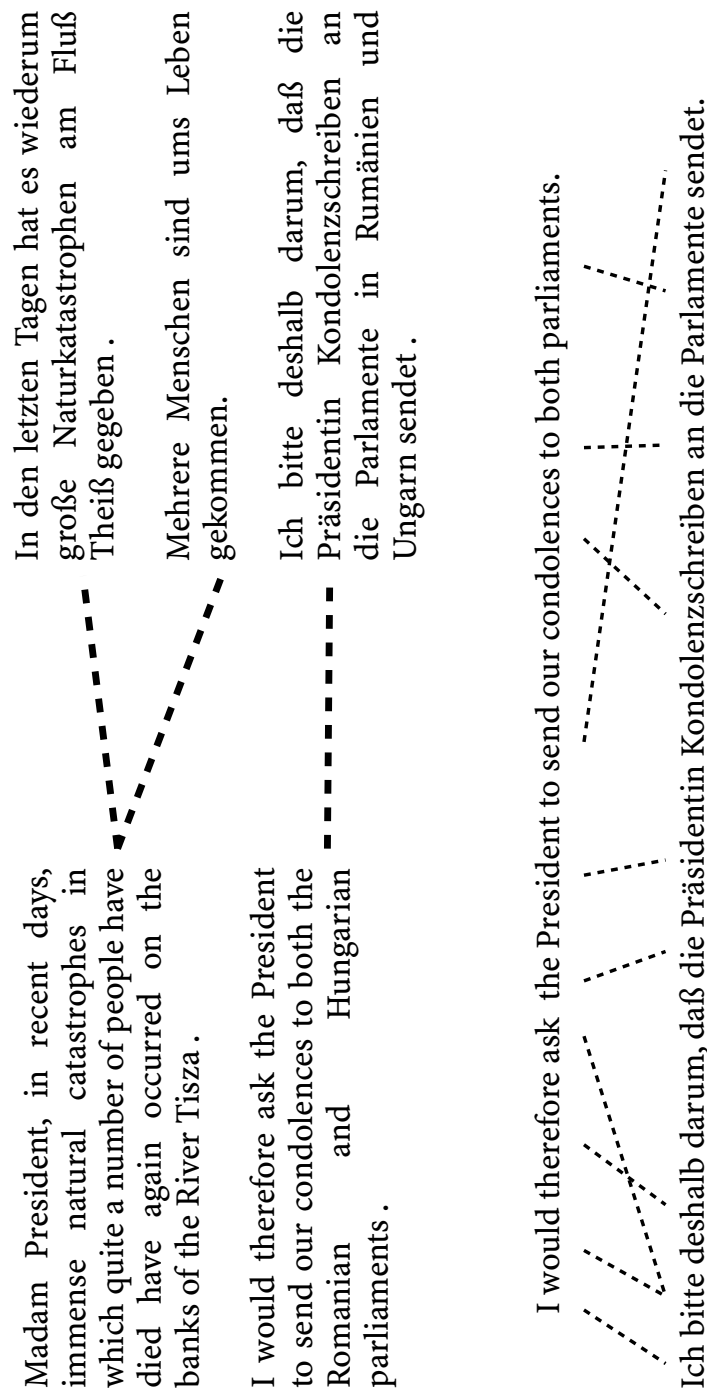 Madam President, in recent days,
immense natural catastrophes in
which quite a number of people have
died have again occurred on the
banks of the River Tisza .
I would therefore ask the President
to send our condolences to both the
Romanian and Hungarian
parliaments .
In den letzten Tagen hat es wiederum
große Naturkatastrophen am Fluß
Theiß gegeben .
Mehrere Menschen sind ums Leben
gekommen.
Ich bitte deshalb darum, daß die
Präsidentin Kondolenzschreiben an
die Parlamente in Rumänien und
Ungarn sendet .
I would therefore ask the President to send our condolences to both parliaments.
Ich bitte deshalb darum, daß die Präsidentin Kondolenzschreiben an die Parlamente sendet.